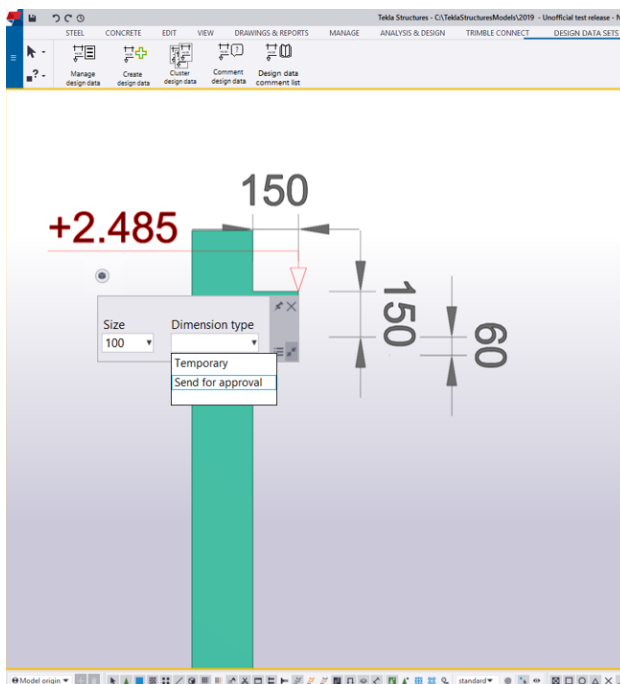 Tekla Structures - C:\TeklaStructuresModels\2019 - Unofficial test release - N
STEEL CONCRETE EDIT VIEW DRAWINGS & REPORTS MANAGE ANALYSIS & DESIGN TRIMBLE CONNECT DESIGN DATA SETS
Manage design data
Create design data
Cluster design data
Comment design data
Design data comment list
150
+2.485
150
60
Size
Dimension type
100
Temporary
Send for approval
Model origin
standard